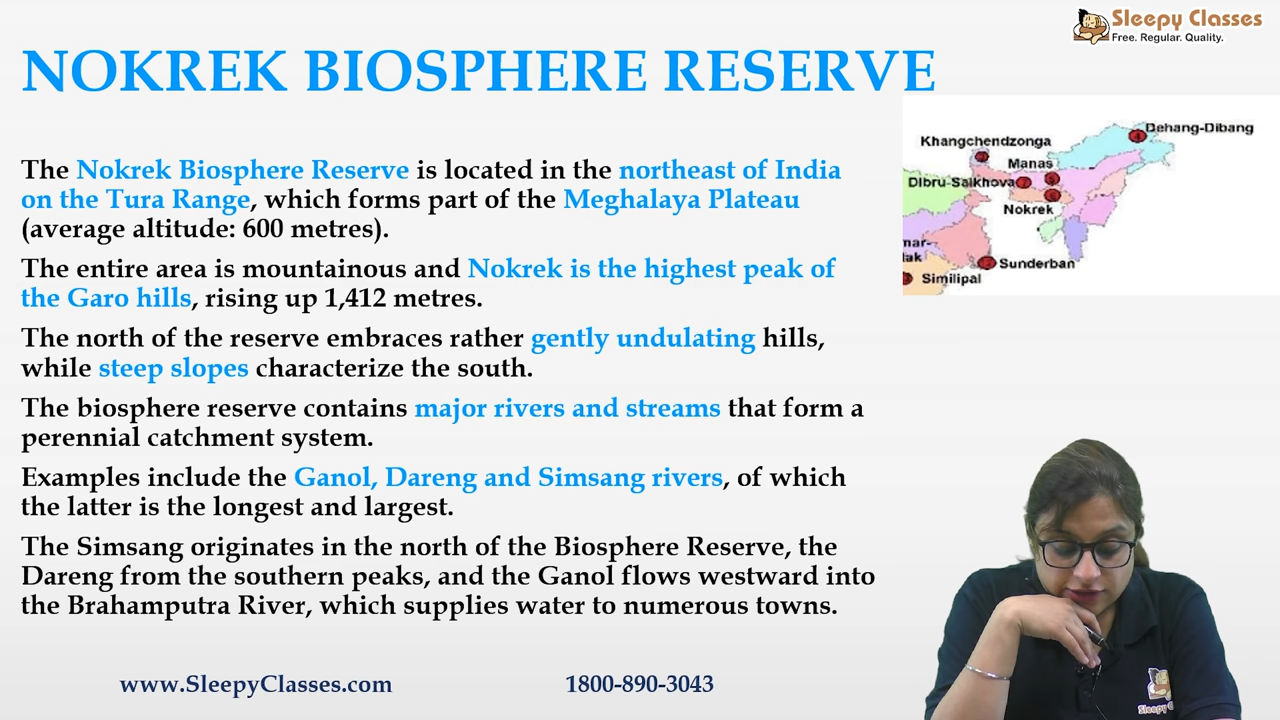 Sleepy Classes
Free. Regular. Quality.
NOKREK BIOSPHERE RESERVE
The Nokrek Biosphere Reserve is located in the northeast of India
on the Tura Range, which forms part of the Meghalaya Plateau
(average altitude: 600 metres).
The entire area is mountainous and Nokrek is the highest peak of
the Garo hills, rising up 1,412 metres.
The north of the reserve embraces rather gently undulating hills,
while steep slopes characterize the south.
The biosphere reserve contains major rivers and streams that form a
perennial catchment system.
Examples include the Ganol, Dareng and Simsang rivers, of which
the latter is the longest and largest.
The Simsang originates in the north of the Biosphere Reserve, the
Dareng from the southern peaks, and the Ganol flows westward into
the Brahamputra River, which supplies water to numerous towns.
Dehang-Dibang
Khangchendzonga
Manas
Dibru-Saikhova
Nokrek
Sunderban
Similipal
www.SleepyClasses.com 1800-890-3043